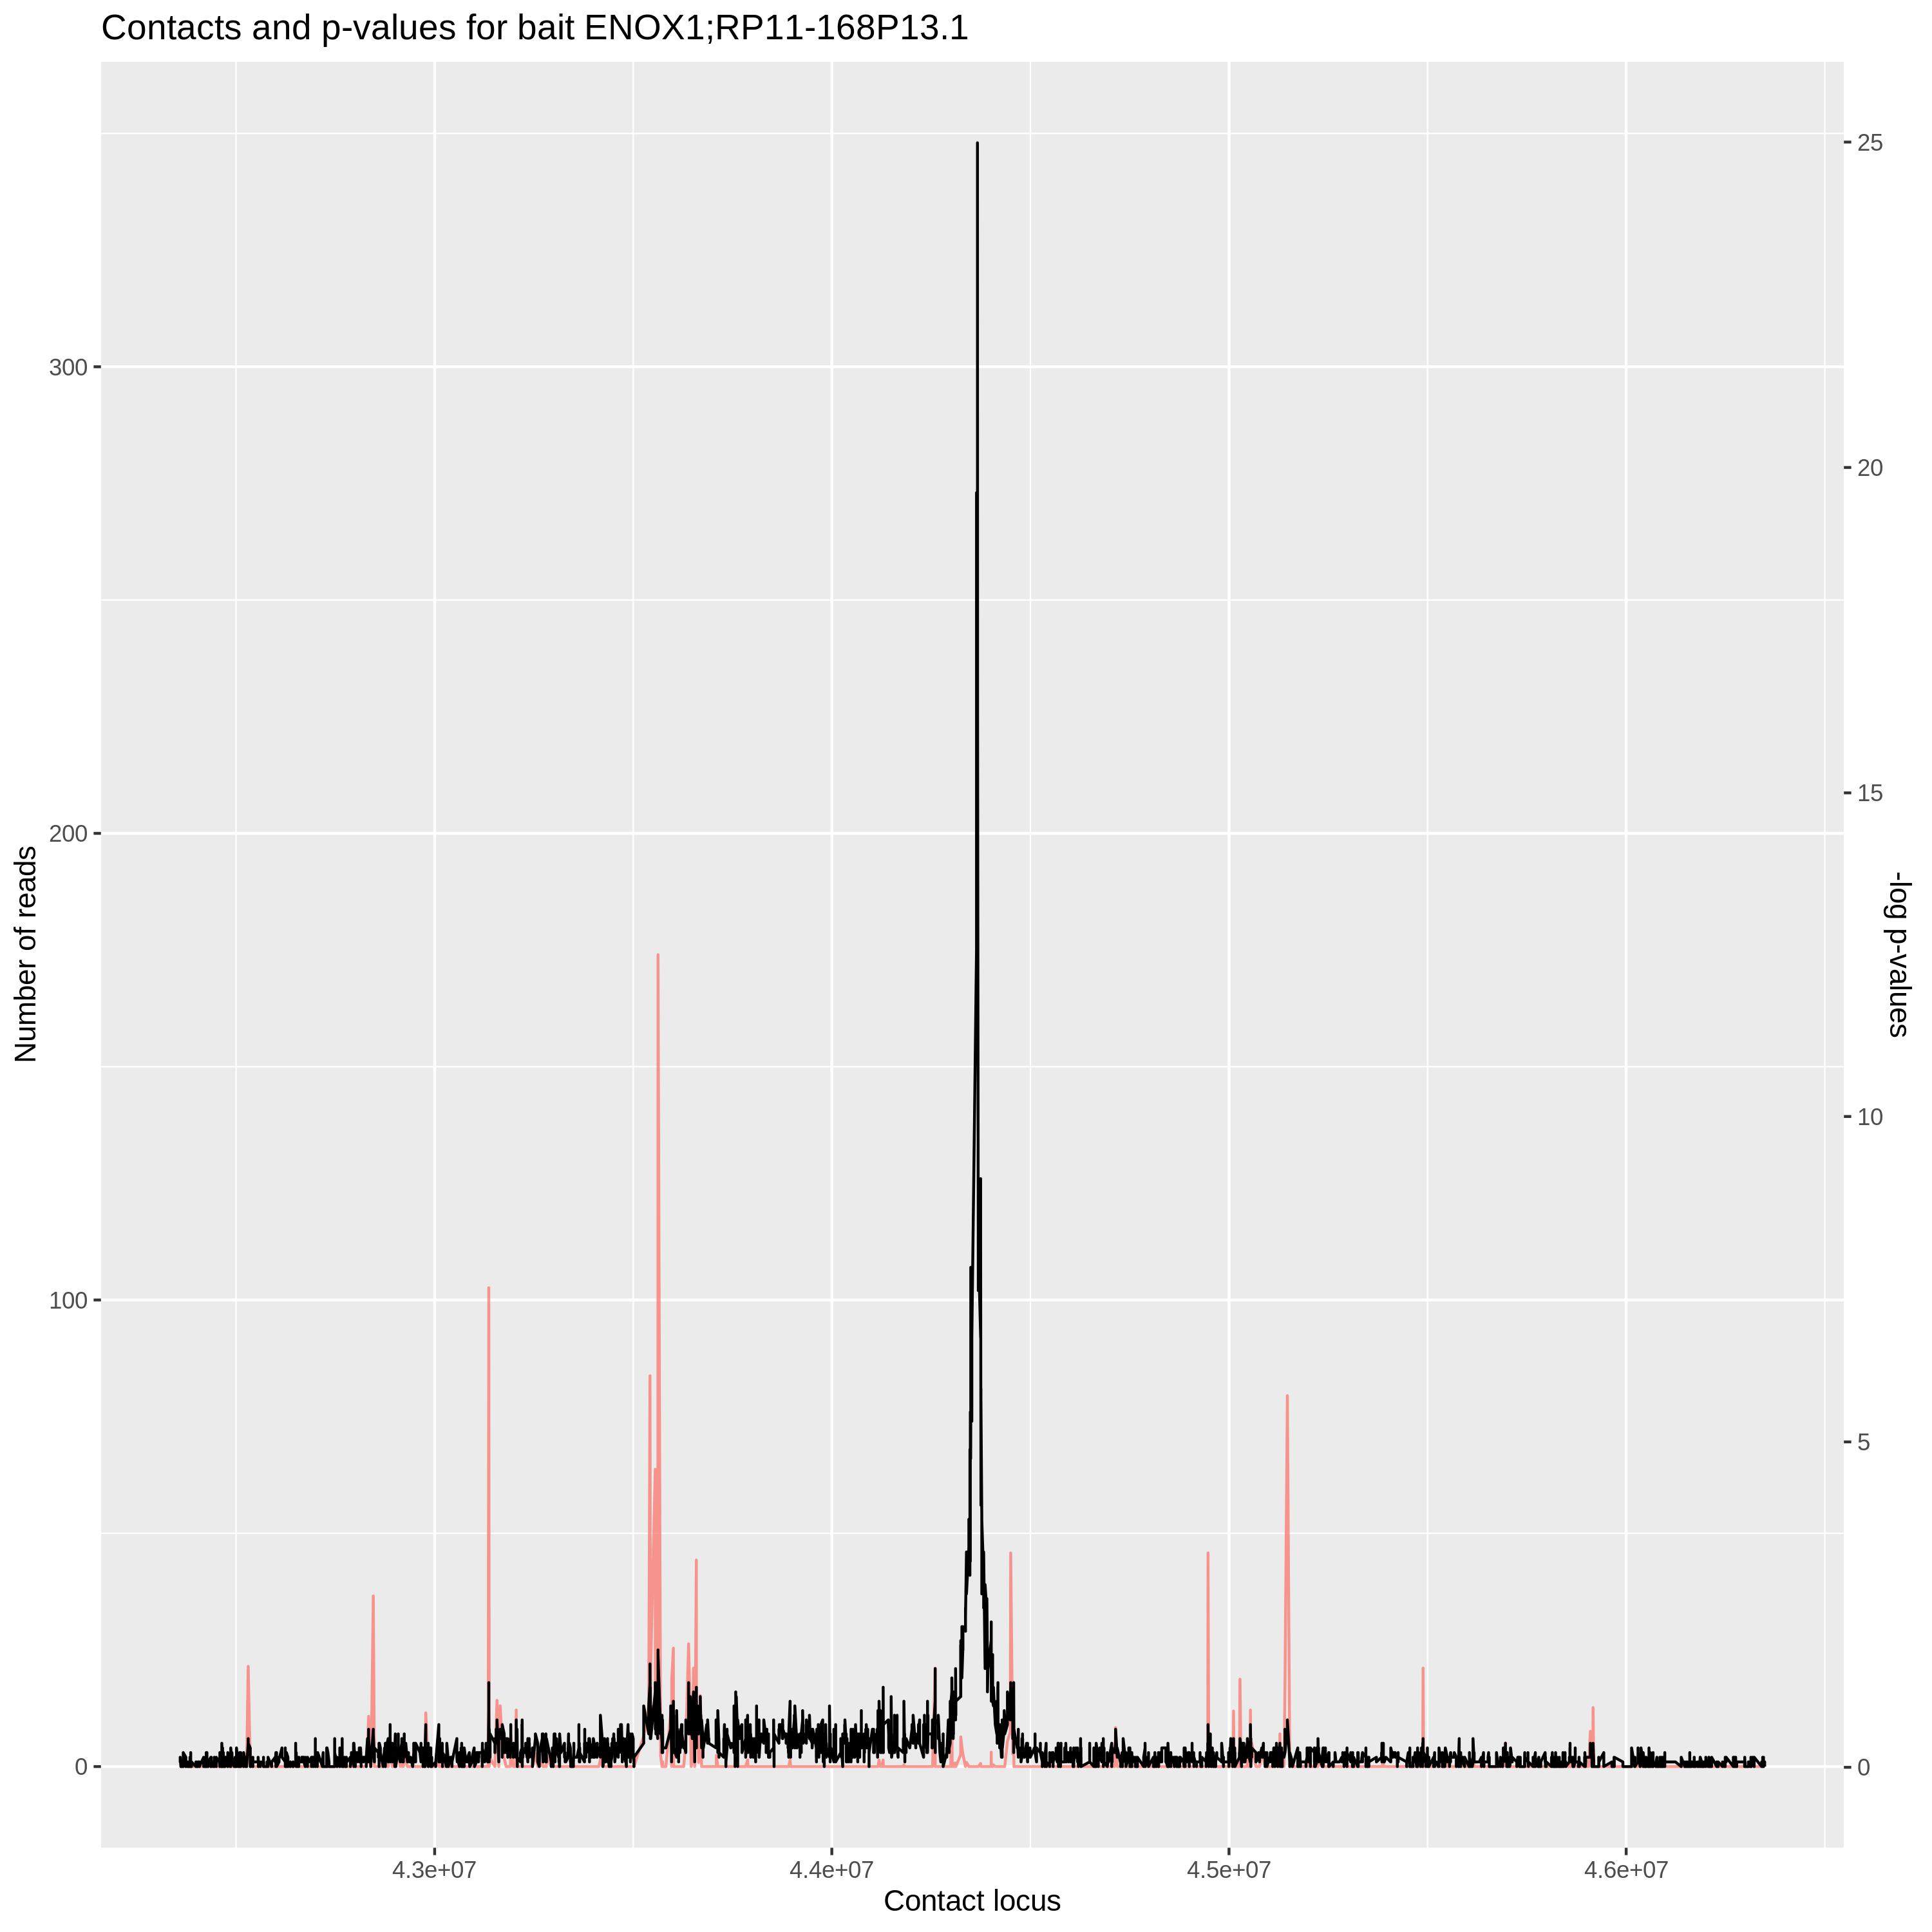 Contacts and p-values for bait ENOX1;RP11-168P13.1
300
200
100
0
Number of reads
25
20
15
10
5
0
-log p-values
4.3e+07
4.4e+07
4.5e+07
4.6e+07
Contact locus